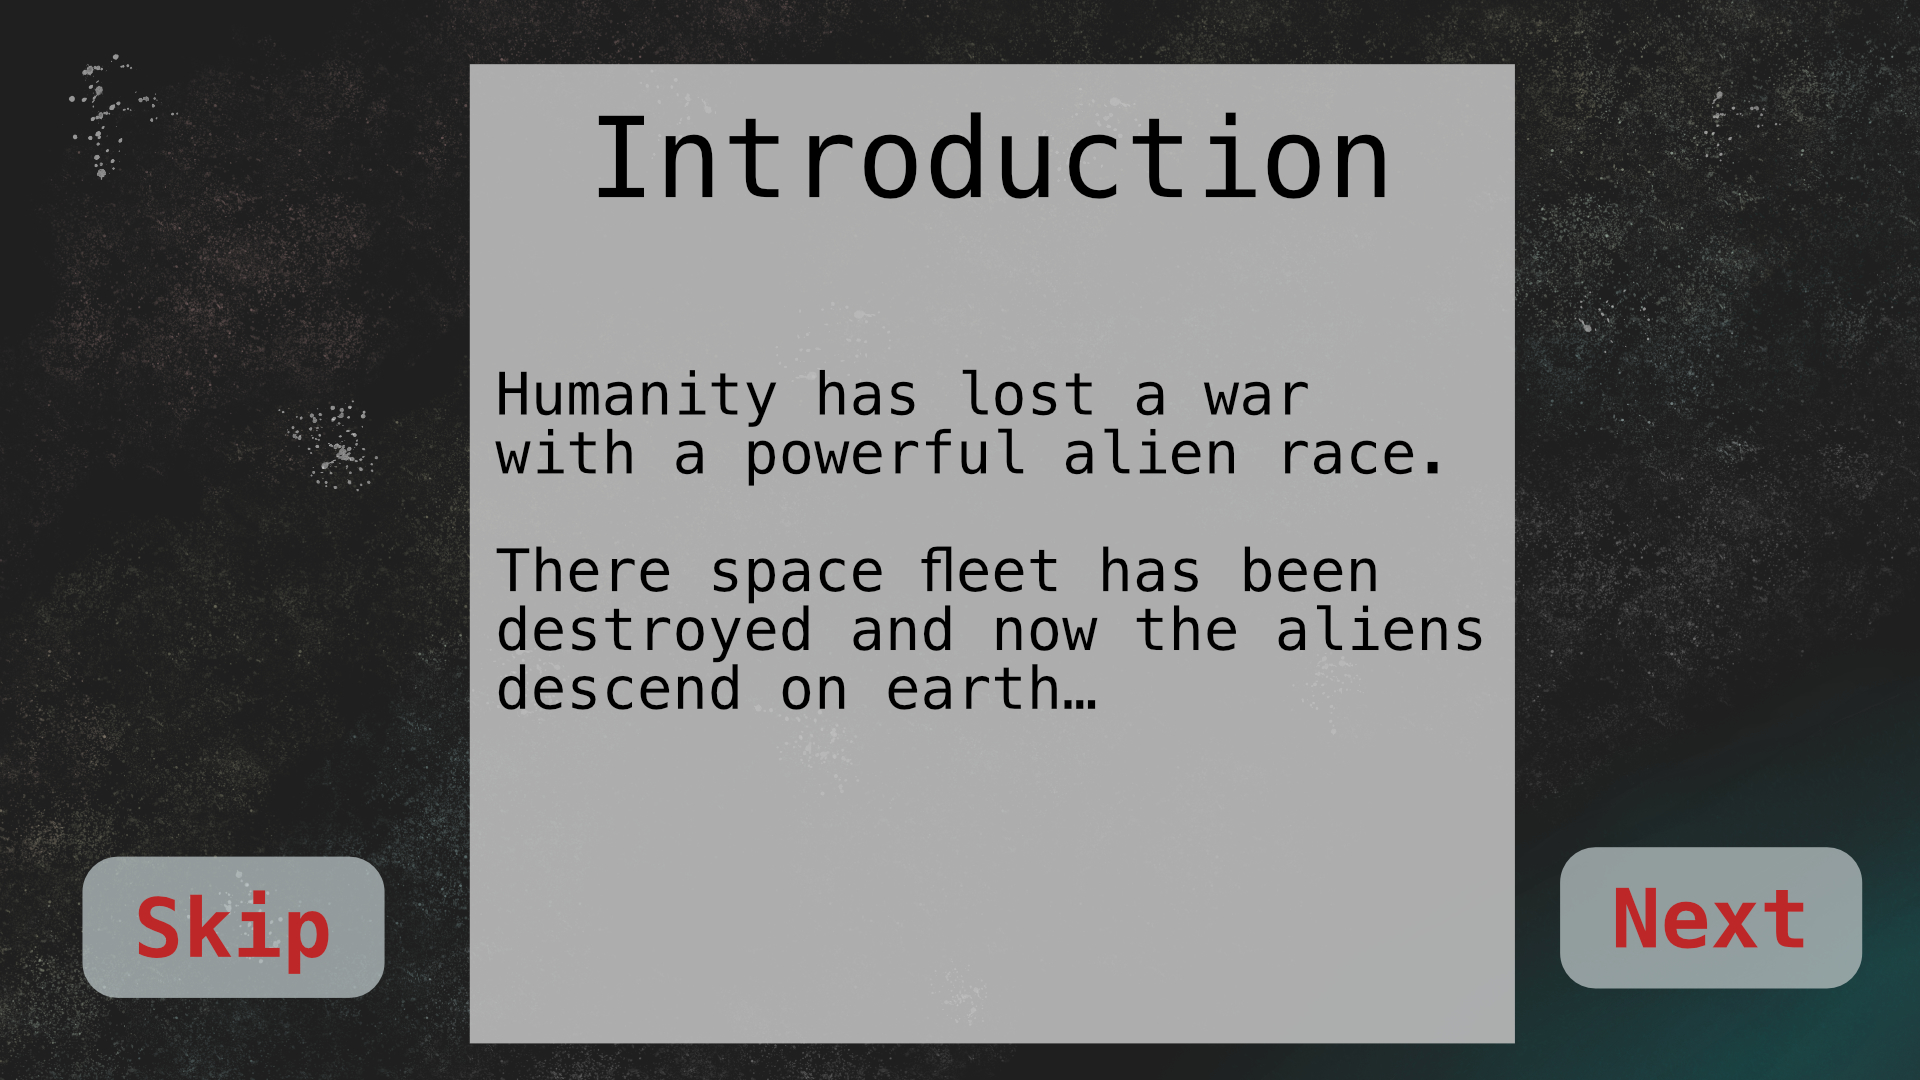 Introduction
Humanity has lost a war
with a powerful alien race.
There space fleet has been
destroyed and now the aliens
descend on earth…
Skip
Next